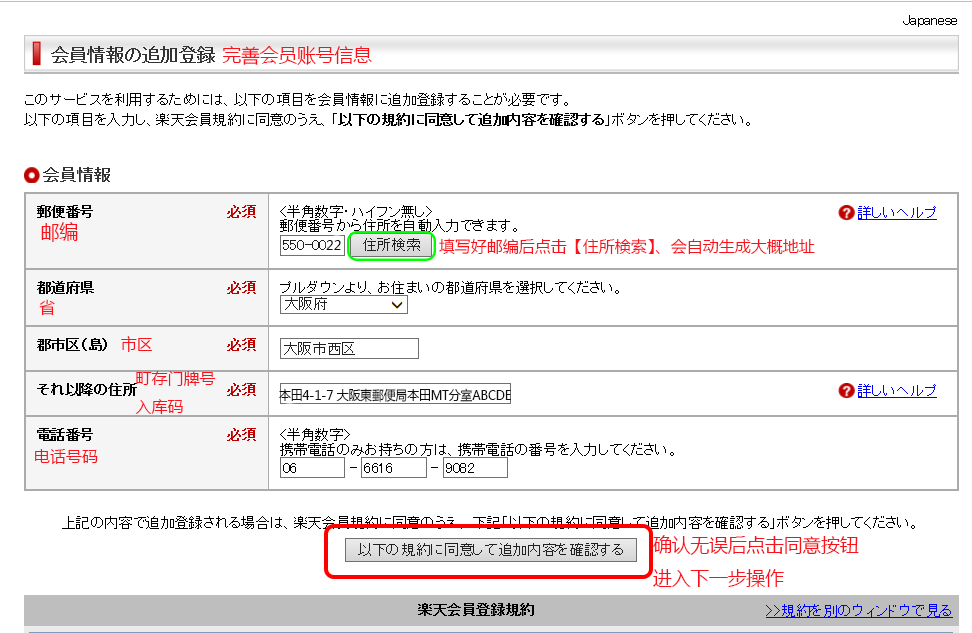 Japanese
会員情報の追加登録 完善会员账号信息
このサービスを利用するためには、以下の項目を会員情報に追加登録することが必要です。
以下の項目を入力し、楽天会員規約に同意のうえ、「以下の規約に同意して追加内容を確認する」ボタンを押してください。
会員情報
郵便番号 必須
邮编
〈半角数字・ハイフン無し〉
郵便番号から住所を自動入力できます。
550-0022 住所検索 填写好邮编后点击【住所検索】、会自动生成大概地址
詳しいヘルプ
都道府県 必須
省
プルダウンより、お住まいの都道府県を選択してください。
大阪府
郡市区(島) 市区 必須
大阪市西区
それ以降の住所 必須
町存门牌号
入库码
本田4-1-7 大阪東郵便局本田MT分室ABCDE
詳しいヘルプ
電話番号 必須
电话号码
〈半角数字〉
携帯電話のみお持ちの方は、携帯電話の番号を入力してください。
06 - 6616 - 9082
上記の内容で追加登録される場合は、楽天会員規約に同意のうえ、下記「以下の規約に同意して追加内容を確認する」ボタンを押してください。
以下の規約に同意して追加内容を確認する
确认无误后点击同意按钮
进入下一步操作
楽天会員登録規約 >>規約を別のウィンドウで見る